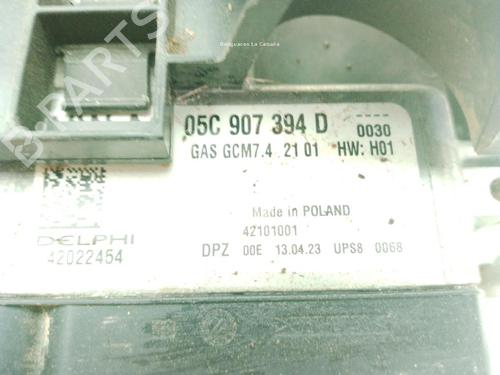 Desguaces La Cabaña
05C 907 394 D 0030
GAS GCM7.4 21 01 HW: H01
Made in POLAND
DELPHI 42101001
42022454 DPZ 00E 13.04.23 UPS8 0068
B-PARTS